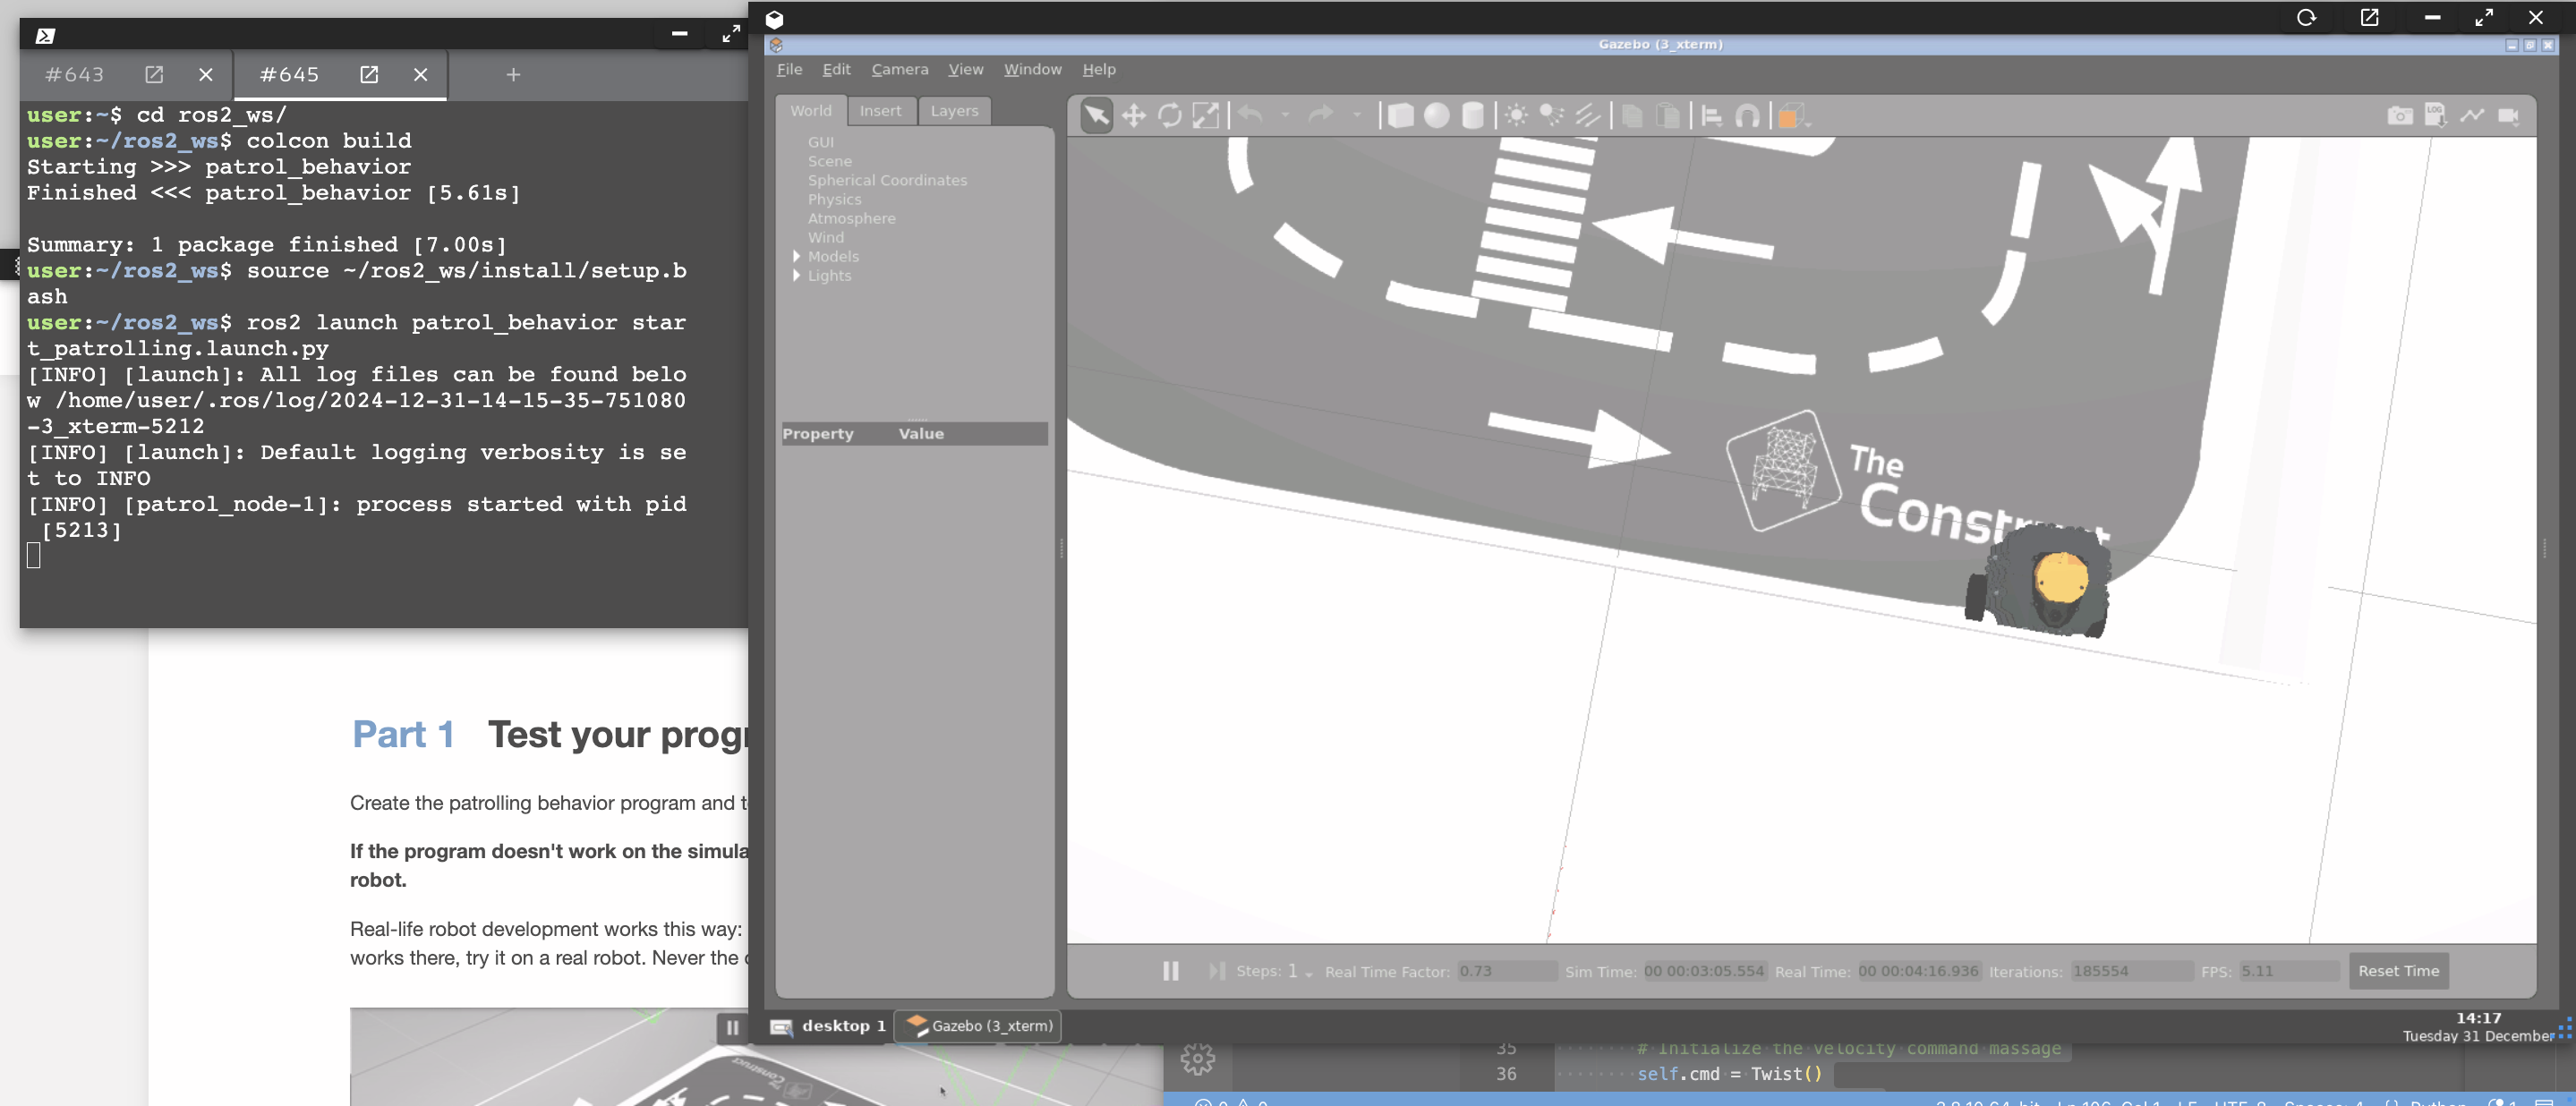 #643
#645
user:~$ cd ros2_ws/
user:~/ros2_ws$ colcon build
Starting >>> patrol_behavior
Finished <<< patrol_behavior [5.61s]
Summary: 1 package finished [7.00s]
user:~/ros2_ws$ source ~/ros2_ws/install/setup.b
ash
user:~/ros2_ws$ ros2 launch patrol_behavior star
t_patrolling.launch.py
[INFO] [launch]: All log files can be found belo
w /home/user/.ros/log/2024-12-31-14-15-35-751080
-3_xterm-5212
[INFO] [launch]: Default logging verbosity is se
t to INFO
[INFO] [patrol_node-1]: process started with pid
[5213]
Part 1 Test your progr
Create the patrolling behavior program and t
If the program doesn't work on the simula
robot.
Real-life robot development works this way:
works there, try it on a real robot. Never the
Gazebo (3_xterm)
File Edit Camera View Window Help
World Insert Layers
GUI
Scene
Spherical Coordinates
Physics
Atmosphere
Wind
Models
Lights
Property Value
The
Construct
Steps: 1 Real Time Factor: 0.73 Sim Time: 00 00:03:05.554 Real Time: 00 00:04:16.936 Iterations: 185554 FPS: 5.11 Reset Time
desktop 1 Gazebo (3_xterm)
14:17
Tuesday 31 December
35 # Initialize the velocity command massage
36 self.cmd = Twist()